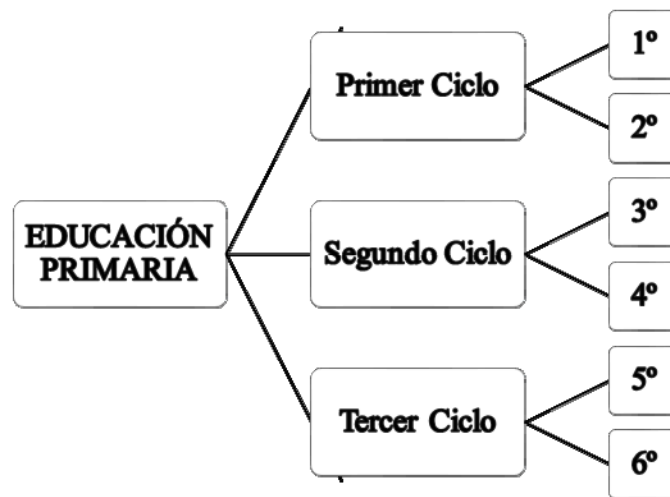 EDUCACIÓN
PRIMARIA
Primer Ciclo
1º
2º
Segundo Ciclo
3º
4º
Tercer Ciclo
5º
6º